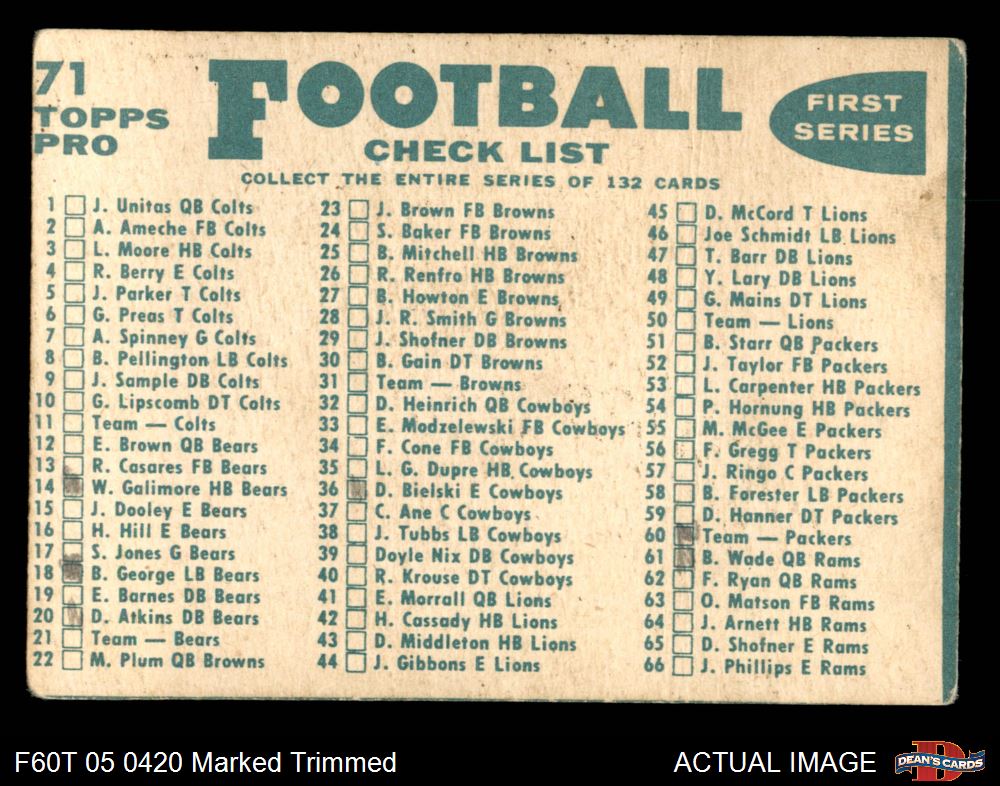 71
TOPPS
PRO
FOOTBALL
CHECK LIST
FIRST
SERIES
COLLECT THE ENTIRE SERIES OF 132 CARDS
1 J. Unitas QB Colts
2 A. Ameche FB Colts
3 L. Moore HB Colts
4 R. Berry E Colts
5 J. Parker T Colts
6 G. Preas T Colts
7 A. Spinney G Colts
8 B. Pellington LB Colts
9 J. Sample DB Colts
10 G. Lipscomb DT Colts
11 Team — Colts
12 E. Brown QB Bears
13 R. Casares FB Bears
14 W. Galimore HB Bears
15 J. Dooley E Bears
16 H. Hill E Bears
17 S. Jones G Bears
18 B. George LB Bears
19 E. Barnes DB Bears
20 D. Atkins DB Bears
21 Team — Bears
22 M. Plum QB Browns
23 J. Brown FB Browns
24 S. Baker FB Browns
25 B. Mitchell HB Browns
26 R. Renfro HB Browns
27 B. Howton E Browns
28 J. R. Smith G Browns
29 J. Shofner DB Browns
30 B. Gain DT Browns
31 Team — Browns
32 D. Heinrich QB Cowboys
33 E. Modzelewski FB Cowboys
34 F. Cone FB Cowboys
35 L. G. Dupre HB Cowboys
36 D. Bielski E Cowboys
37 C. Ane C Cowboys
38 J. Tubbs LB Cowboys
39 Doyle Nix DB Cowboys
40 R. Krouse DT Cowboys
41 E. Morrall QB Lions
42 H. Cassady HB Lions
43 D. Middleton HB Lions
44 J. Gibbons E Lions
45 D. McCord T Lions
46 Joe Schmidt LB Lions
47 T. Barr DB Lions
48 Y. Lary DB Lions
49 G. Mains DT Lions
50 Team — Lions
51 B. Starr QB Packers
52 J. Taylor FB Packers
53 L. Carpenter HB Packers
54 P. Hornung HB Packers
55 M. McGee E Packers
56 F. Gregg T Packers
57 J. Ringo C Packers
58 B. Forester LB Packers
59 D. Hanner DT Packers
60 Team — Packers
61 B. Wade QB Rams
62 F. Ryan QB Rams
63 O. Matson FB Rams
64 J. Arnett HB Rams
65 D. Shofner E Rams
66 J. Phillips E Rams
F60T 05 0420 Marked Trimmed
ACTUAL IMAGE
D
DEAN'S CARDS